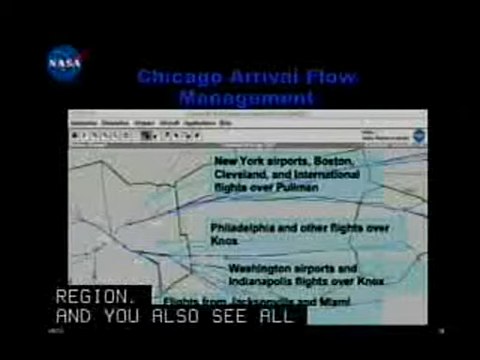 NASA
Chicago Arrival Flow
Management
New York airports, Boston,
Cleveland, and International
flights over Pullman
Philadelphia and other flights over
Knox
Washington airports and
Indianapolis flights over Knox
Flights from Jacksonville and Miami
REGION.
AND YOU ALSO SEE ALL